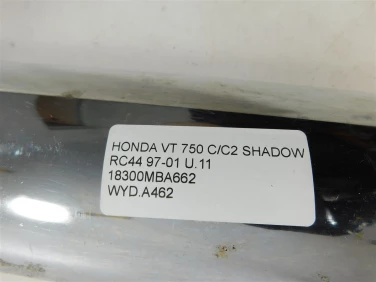 HONDA VT 750 C/C2 SHADOW
RC44 97-01 U.11
18300MBA662
WYD.A462